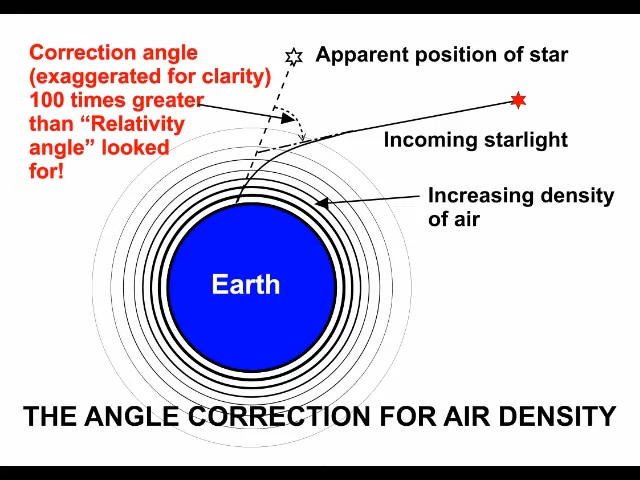 Correction angle
(exaggerated for clarity)
100 times greater
than “Relativity
angle” looked
for!
Apparent position of star
Incoming starlight
Increasing density
of air
Earth
THE ANGLE CORRECTION FOR AIR DENSITY